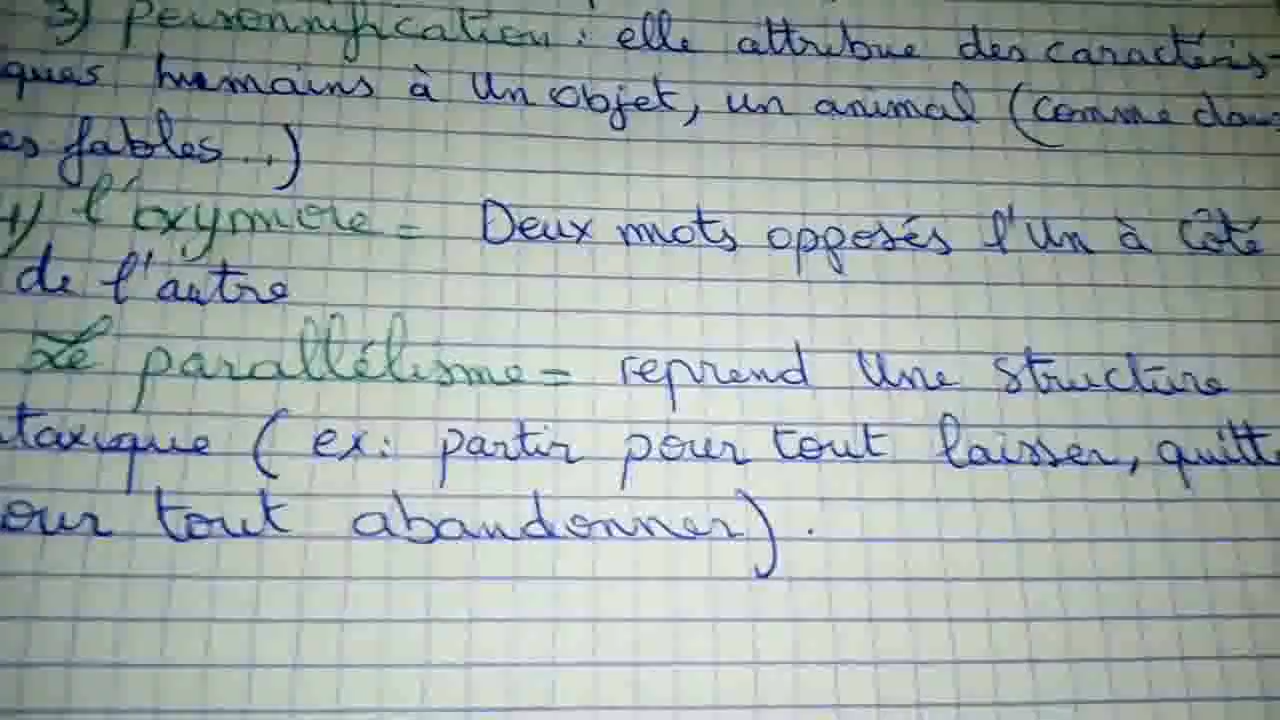 3) Personnification : elle attribue des caractéris-
ques humains à un objet, un animal (comme dans
es fables...)
4) l'oxymore = Deux mots opposés l'un à côté
de l'autre
Le parallélisme = reprend une structure
taxique (ex: partir pour tout laisser, quitt
our tout abandonner).